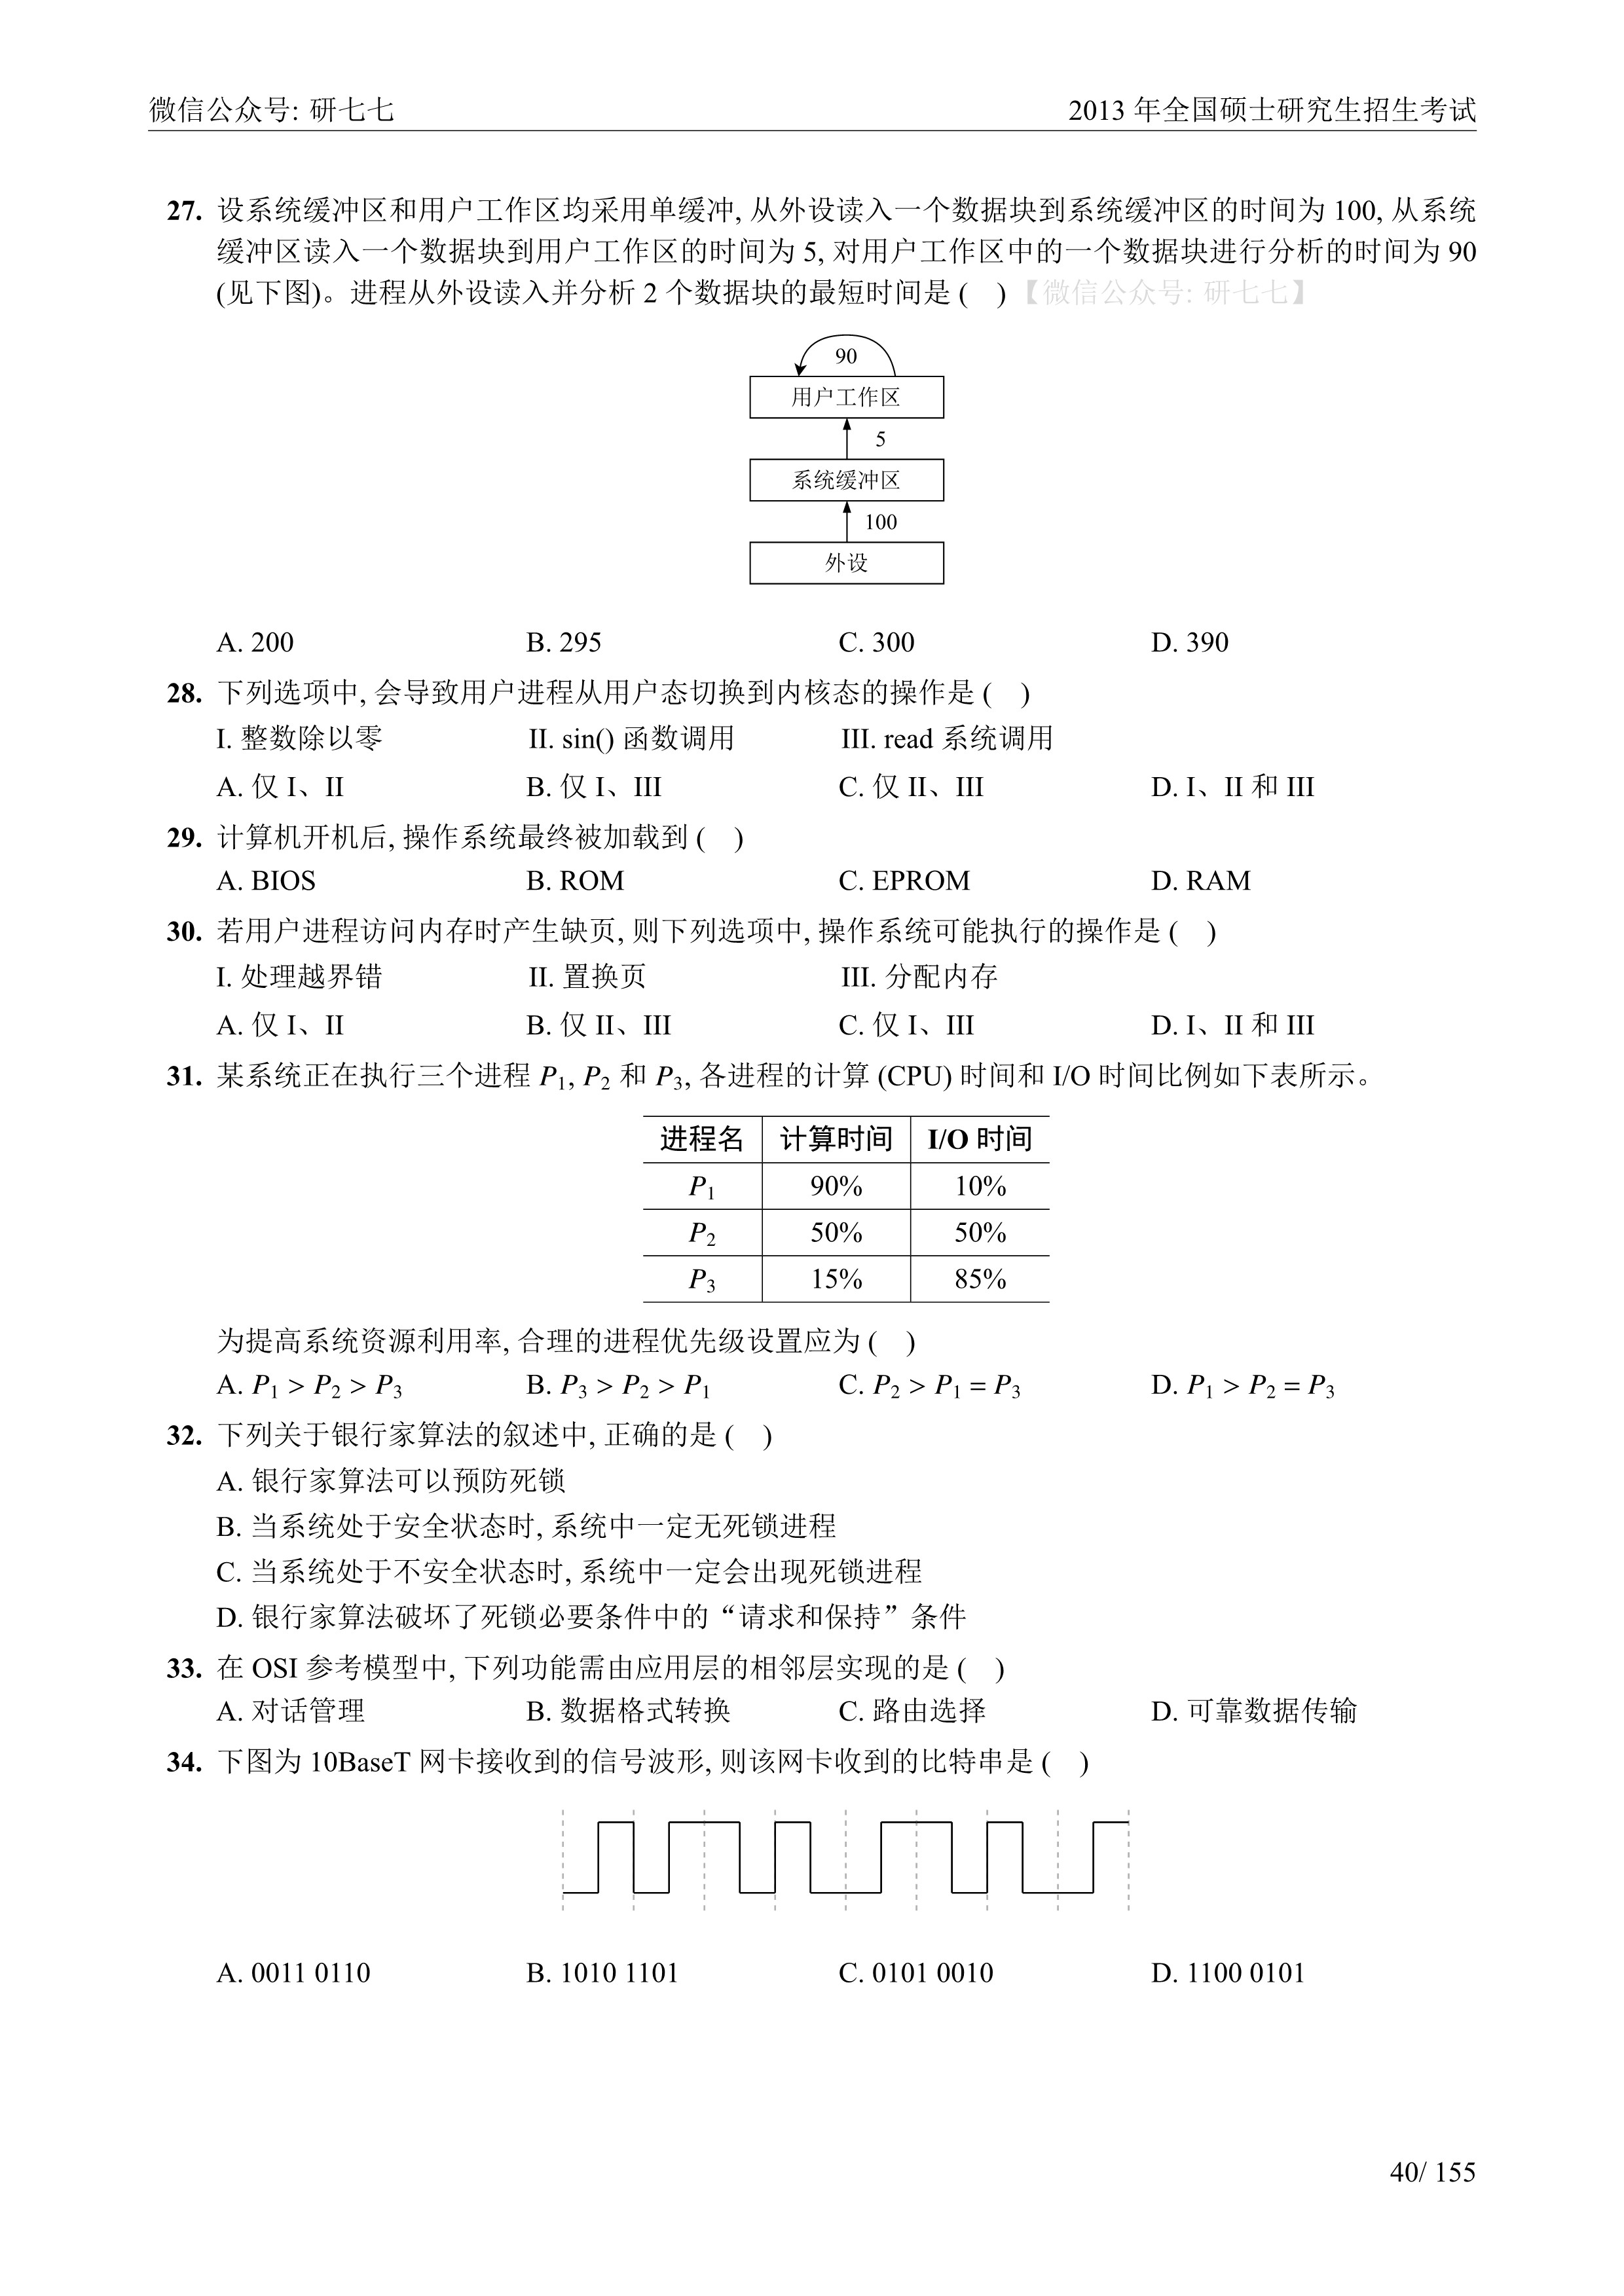 微信公众号: 研七七
2013 年全国硕士研究生招生考试
27. 设系统缓冲区和用户工作区均采用单缓冲, 从外设读入一个数据块到系统缓冲区的时间为 100, 从系统
缓冲区读入一个数据块到用户工作区的时间为 5, 对用户工作区中的一个数据块进行分析的时间为 90
(见下图)。进程从外设读入并分析 2 个数据块的最短时间是 ( ) 【微信公众号: 研七七】
90
用户工作区
5
系统缓冲区
100
外设
A. 200 B. 295 C. 300 D. 390
28. 下列选项中, 会导致用户进程从用户态切换到内核态的操作是 ( )
I. 整数除以零 II. sin() 函数调用 III. read 系统调用
A. 仅 I、II B. 仅 I、III C. 仅 II、III D. I、II 和 III
29. 计算机开机后, 操作系统最终被加载到 ( )
A. BIOS B. ROM C. EPROM D. RAM
30. 若用户进程访问内存时产生缺页, 则下列选项中, 操作系统可能执行的操作是 ( )
I. 处理越界错 II. 置换页 III. 分配内存
A. 仅 I、II B. 仅 II、III C. 仅 I、III D. I、II 和 III
31. 某系统正在执行三个进程 P₁, P₂ 和 P₃, 各进程的计算 (CPU) 时间和 I/O 时间比例如下表所示。
进程名 计算时间 I/O 时间
P₁ 90% 10%
P₂ 50% 50%
P₃ 15% 85%
为提高系统资源利用率, 合理的进程优先级设置应为 ( )
A. P₁ > P₂ > P₃ B. P₃ > P₂ > P₁ C. P₂ > P₁ = P₃ D. P₁ > P₂ = P₃
32. 下列关于银行家算法的叙述中, 正确的是 ( )
A. 银行家算法可以预防死锁
B. 当系统处于安全状态时, 系统中一定无死锁进程
C. 当系统处于不安全状态时, 系统中一定会出现死锁进程
D. 银行家算法破坏了死锁必要条件中的“请求和保持”条件
33. 在 OSI 参考模型中, 下列功能需由应用层的相邻层实现的是 ( )
A. 对话管理 B. 数据格式转换 C. 路由选择 D. 可靠数据传输
34. 下图为 10BaseT 网卡接收到的信号波形, 则该网卡收到的比特串是 ( )
A. 0011 0110 B. 1010 1101 C. 0101 0010 D. 1100 0101
40/ 155